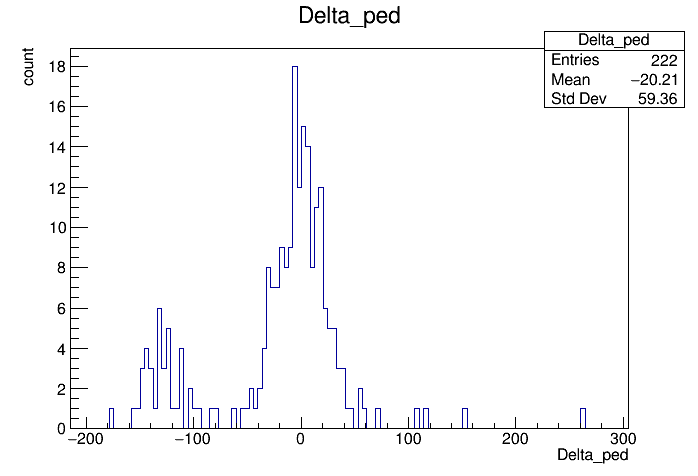 Delta_ped
Delta_ped
Entries 222
Mean −20.21
Std Dev 59.36
count
18
16
14
12
10
8
6
4
2
0
−200 −100 0 100 200 300
Delta_ped